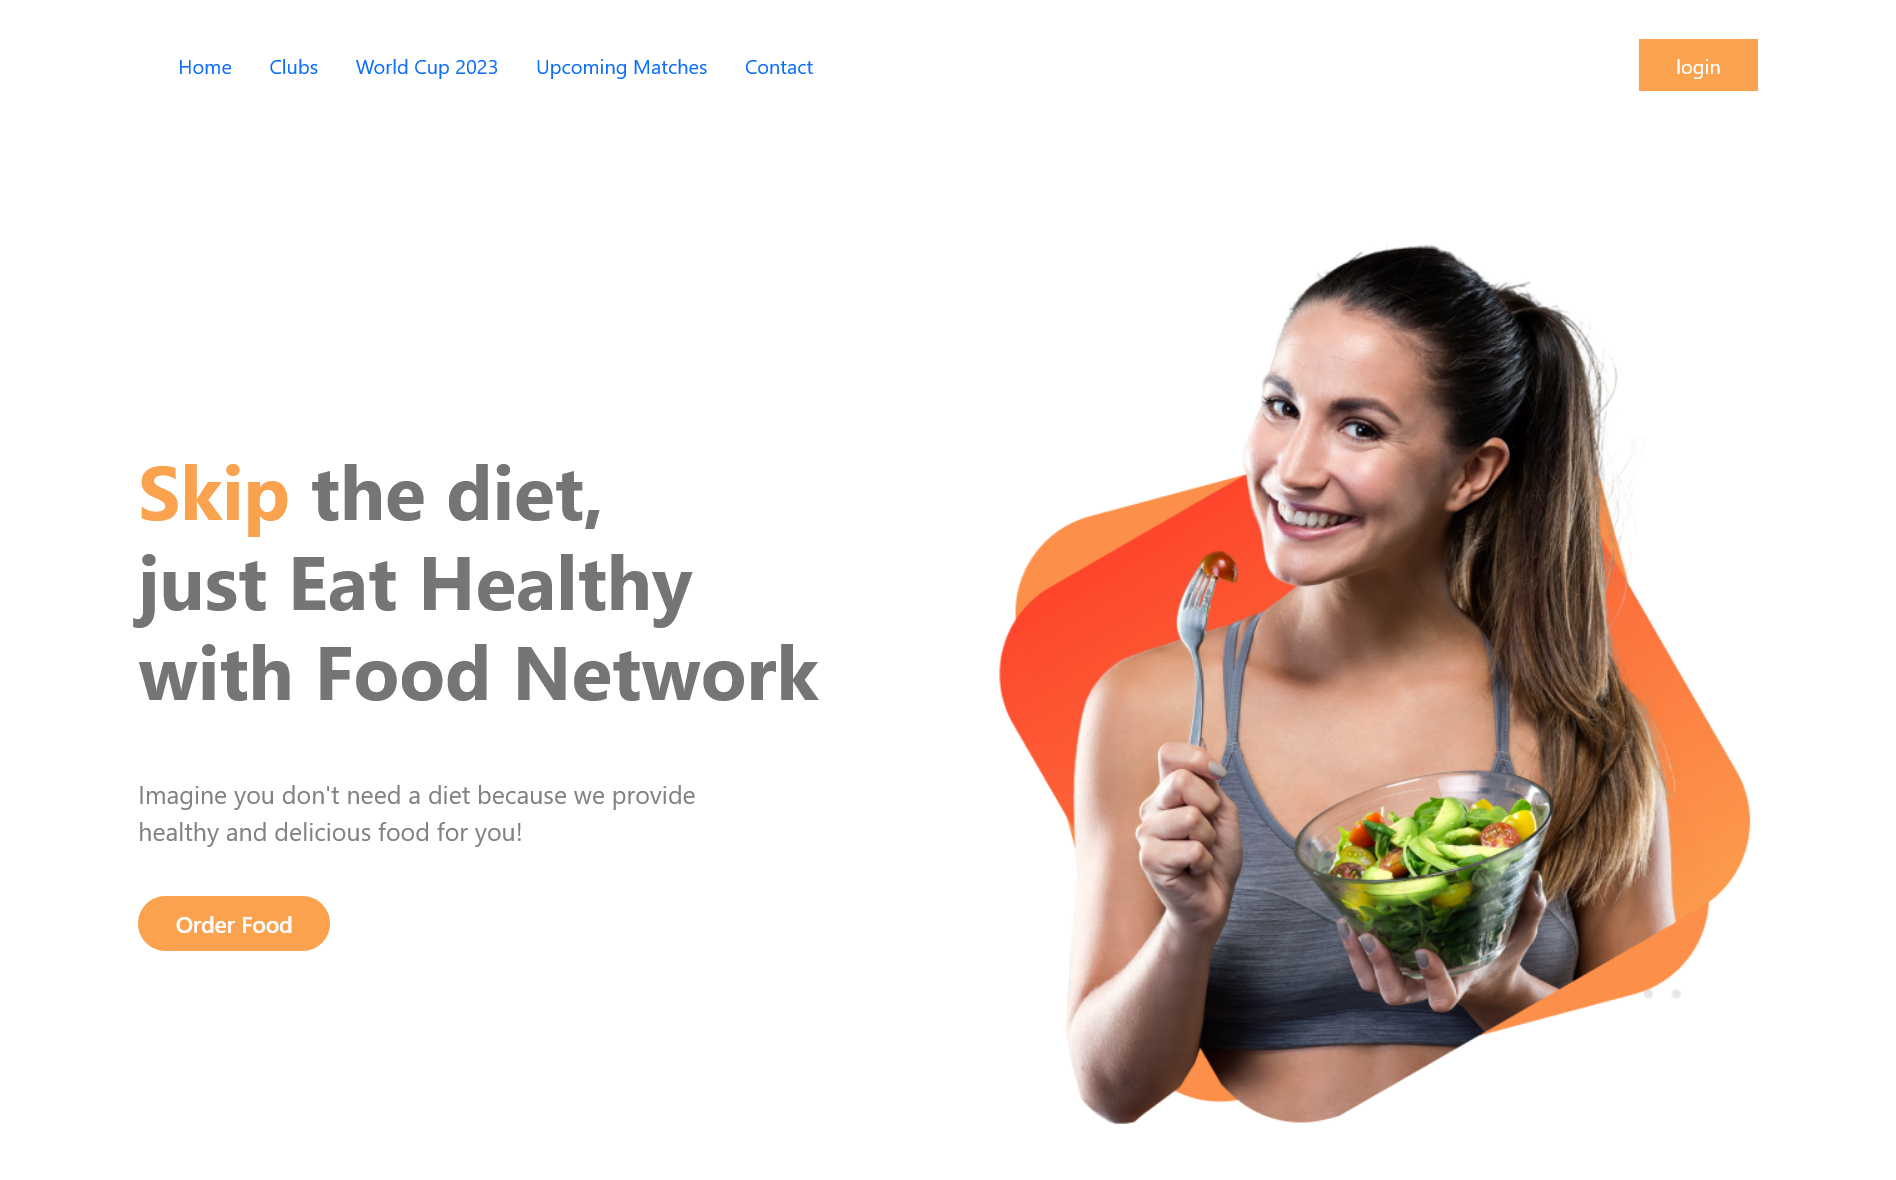 Home Clubs World Cup 2023 Upcoming Matches Contact login
Skip the diet,
just Eat Healthy
with Food Network
Imagine you don't need a diet because we provide
healthy and delicious food for you!
Order Food